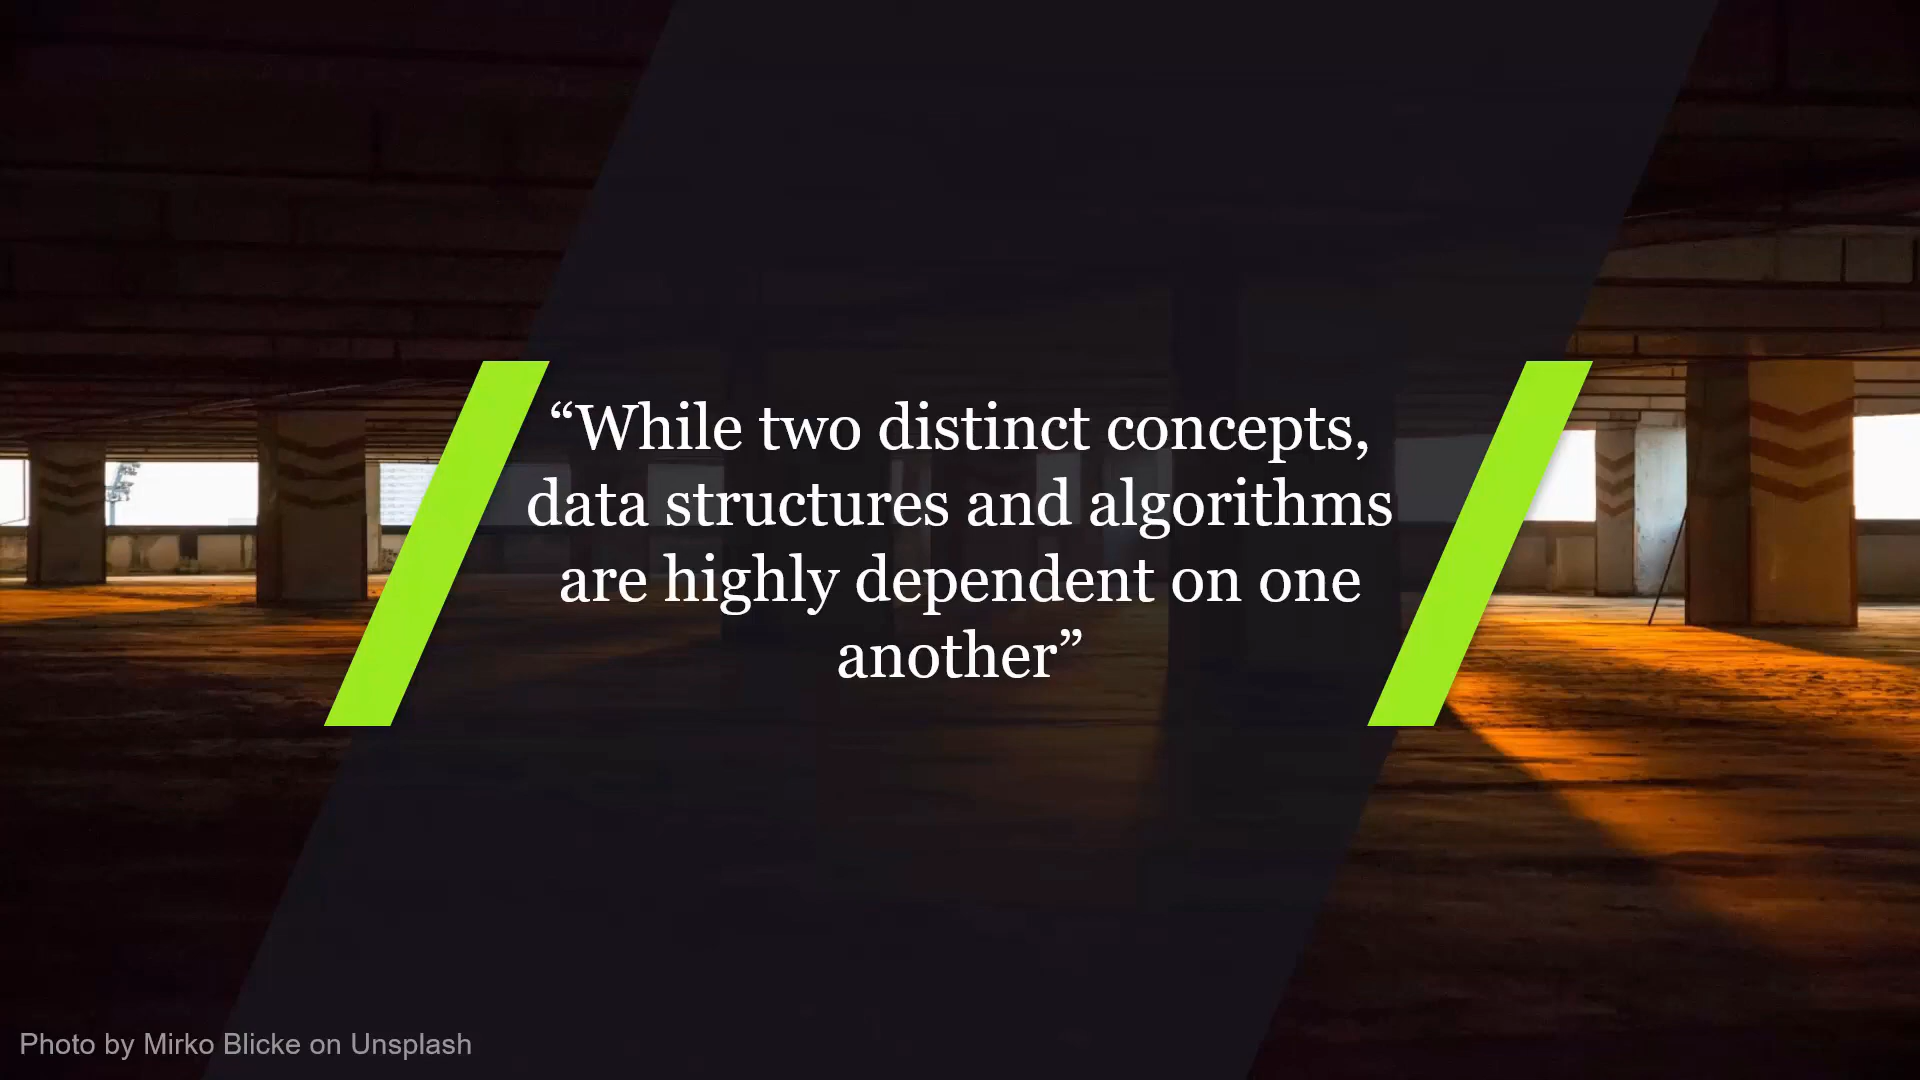 “While two distinct concepts,
data structures and algorithms
are highly dependent on one
another”
Photo by Mirko Blicke on Unsplash